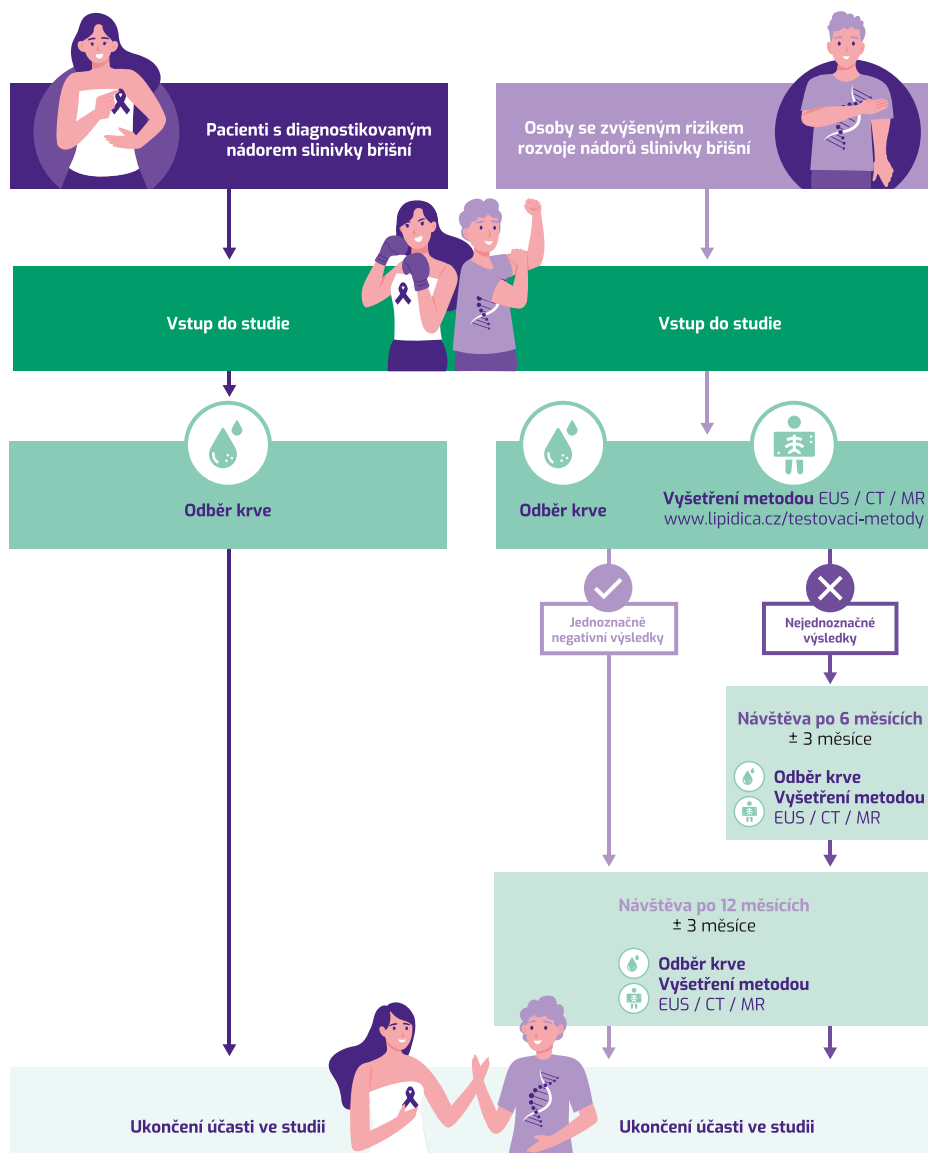 Pacienti s diagnostikovaným
nádorem slinivky břišní
Osoby se zvýšeným rizikem
rozvoje nádorů slinivky břišní
Vstup do studie
Vstup do studie
Odběr krve
Odběr krve
Vyšetření metodou EUS / CT / MR
www.lipidica.cz/testovaci-metody
Jednoznačně
negativní výsledky
Nejednoznačné
výsledky
Návštěva po 6 měsících
± 3 měsíce
Odběr krve
Vyšetření metodou
EUS / CT / MR
Návštěva po 12 měsících
± 3 měsíce
Odběr krve
Vyšetření metodou
EUS / CT / MR
Ukončení účasti ve studii
Ukončení účasti ve studii